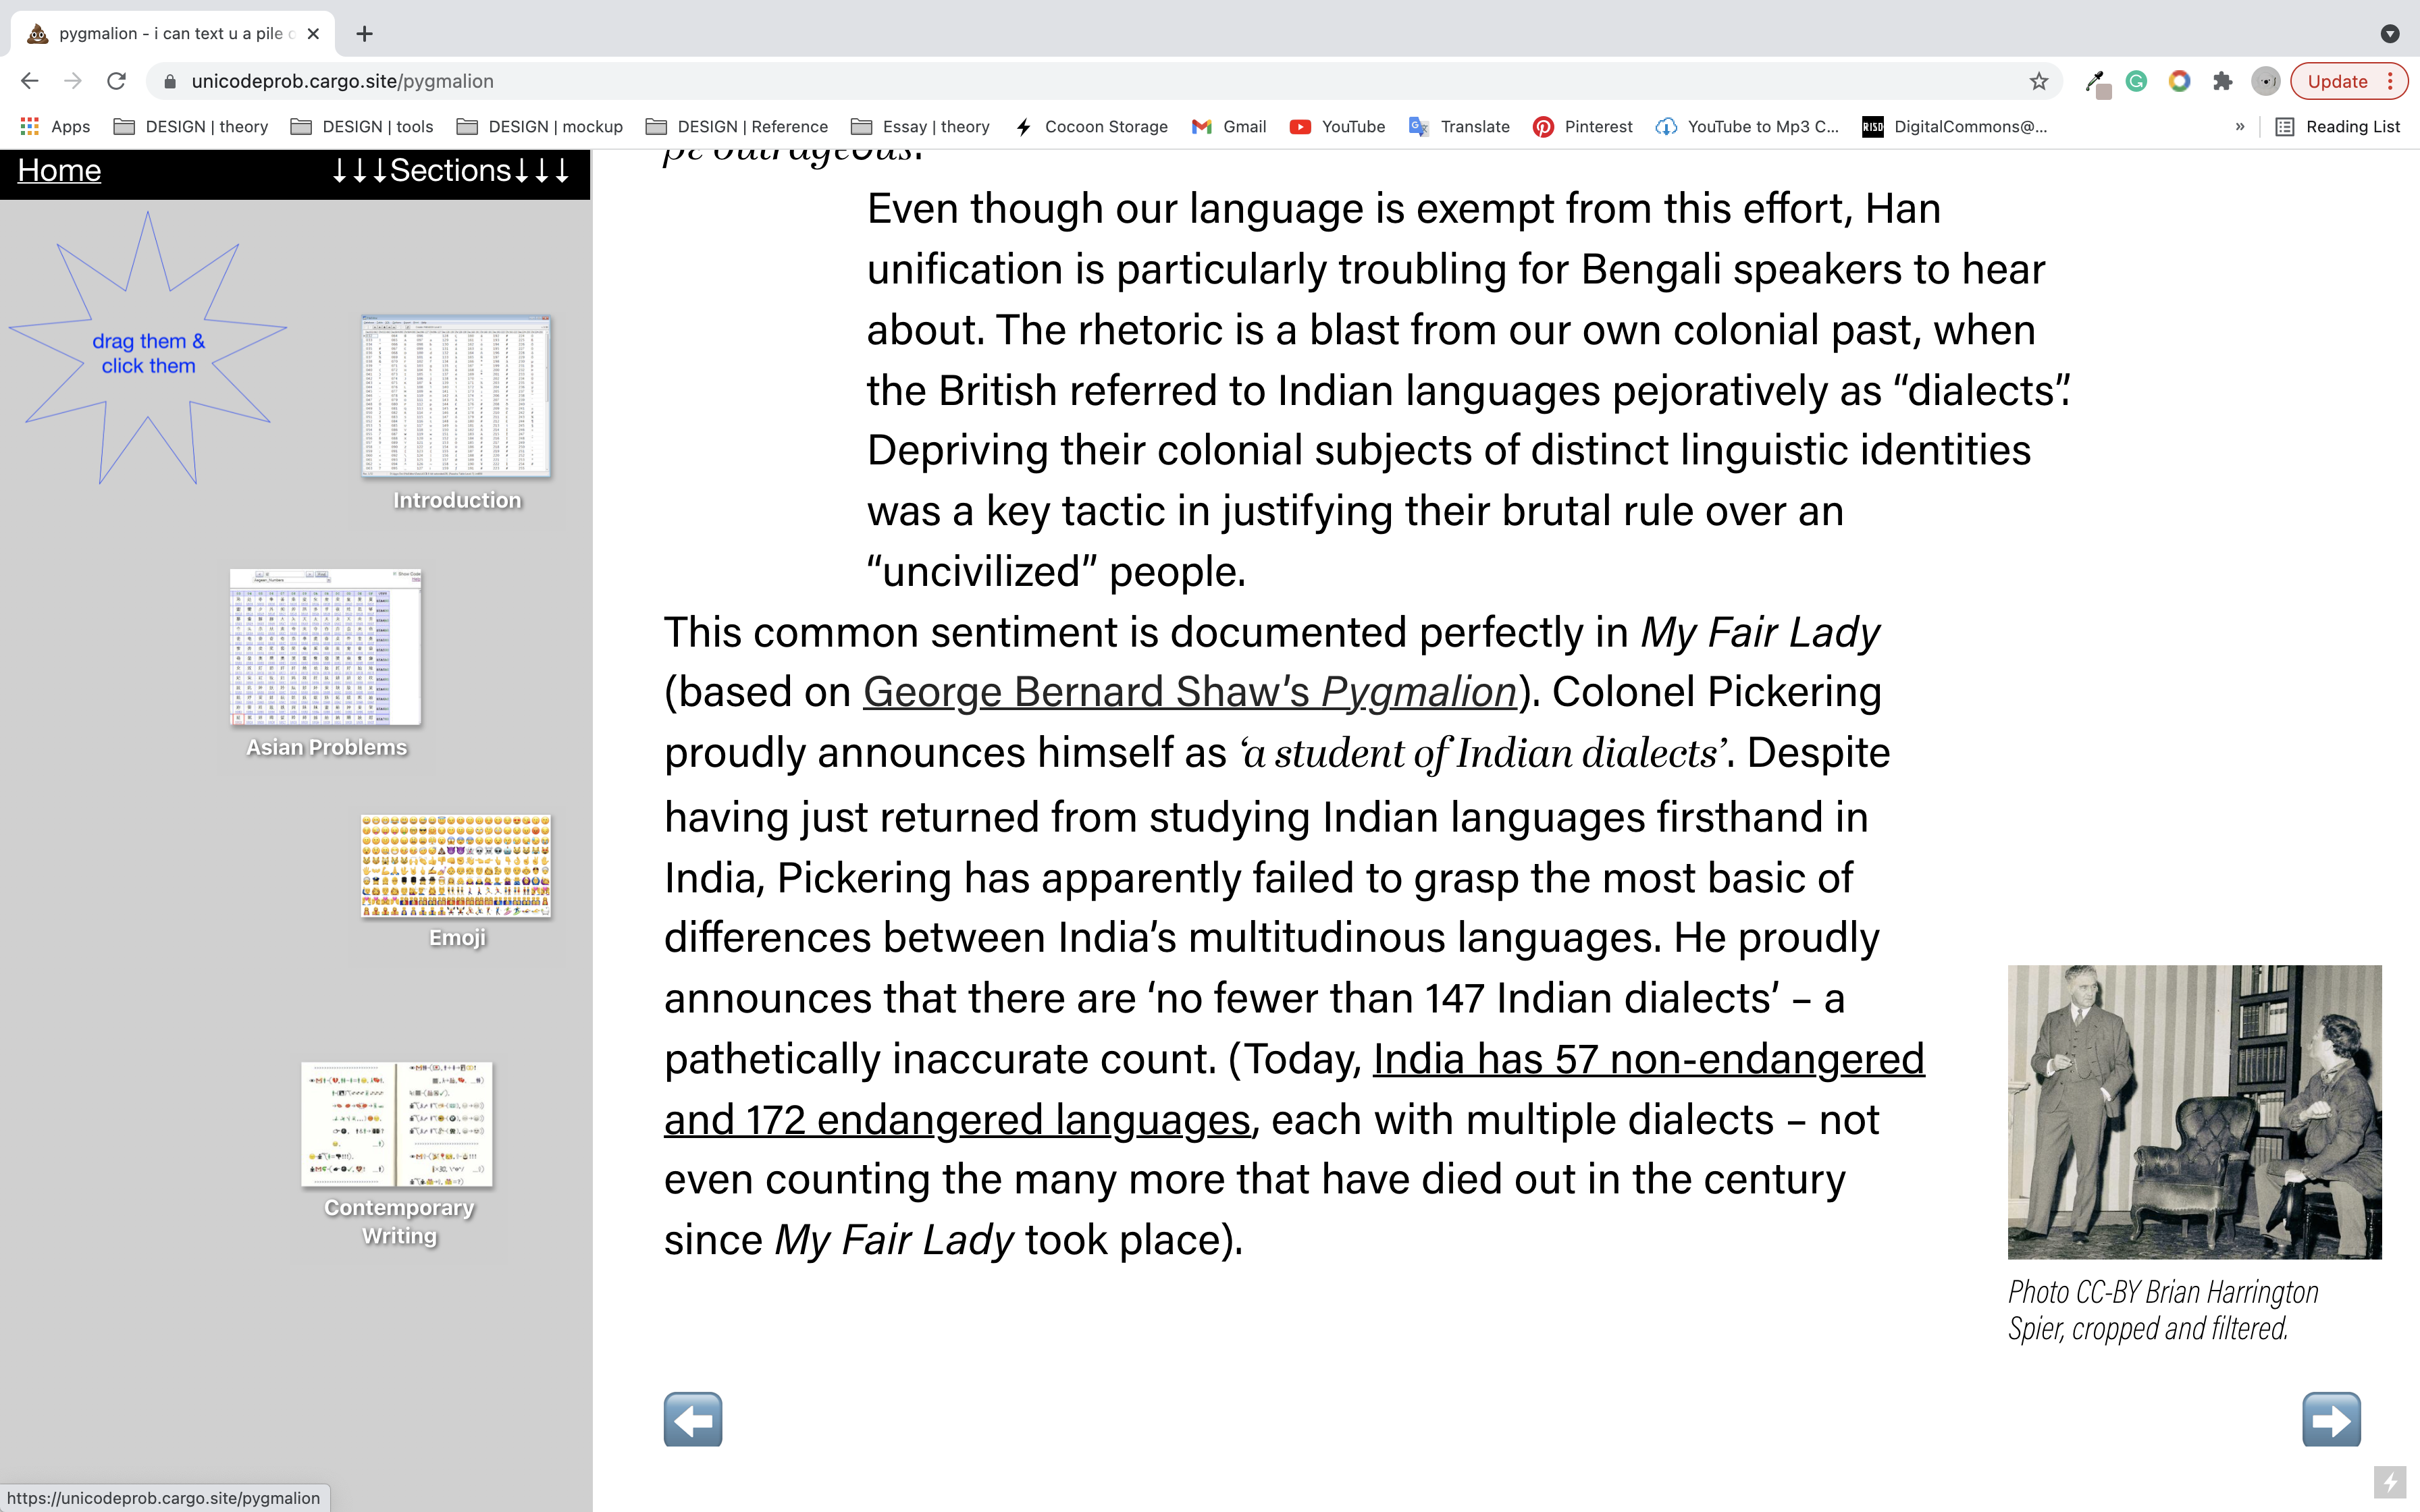 pygmalion - i can text u a pile
unicodeprob.cargo.site/pygmalion
Update
Apps
DESIGN | theory
DESIGN | tools
DESIGN | mockup
DESIGN | Reference
Essay | theory
Cocoon Storage
Gmail
YouTube
Translate
Pinterest
YouTube to Mp3 C...
RISD
DigitalCommons@...
»
Reading List
Home
↓↓↓Sections↓↓↓
drag them &
click them
Introduction
Asian Problems
Emoji
Contemporary
Writing
pe outrageous.
Even though our language is exempt from this effort, Han
unification is particularly troubling for Bengali speakers to hear
about. The rhetoric is a blast from our own colonial past, when
the British referred to Indian languages pejoratively as “dialects”.
Depriving their colonial subjects of distinct linguistic identities
was a key tactic in justifying their brutal rule over an
“uncivilized” people.
This common sentiment is documented perfectly in My Fair Lady
(based on George Bernard Shaw’s Pygmalion). Colonel Pickering
proudly announces himself as ‘a student of Indian dialects’. Despite
having just returned from studying Indian languages firsthand in
India, Pickering has apparently failed to grasp the most basic of
differences between India’s multitudinous languages. He proudly
announces that there are ‘no fewer than 147 Indian dialects’ – a
pathetically inaccurate count. (Today, India has 57 non-endangered
and 172 endangered languages, each with multiple dialects – not
even counting the many more that have died out in the century
since My Fair Lady took place).
Photo CC-BY Brian Harrington
Spier, cropped and filtered.
https://unicodeprob.cargo.site/pygmalion